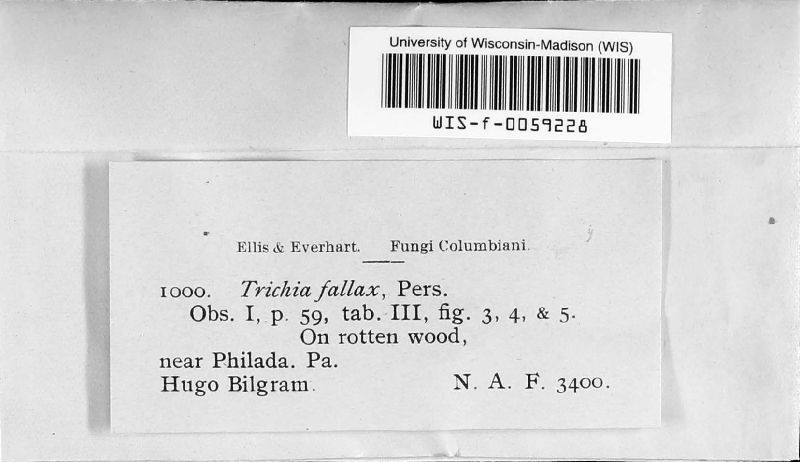 University of Wisconsin-Madison (WIS)
WIS-f-0059228
Ellis & Everhart. Fungi Columbiani.
1000. Trichia fallax, Pers.
Obs. I, p. 59, tab. III, fig. 3, 4, & 5.
On rotten wood,
near Philada. Pa.
Hugo Bilgram. N. A. F. 3400.